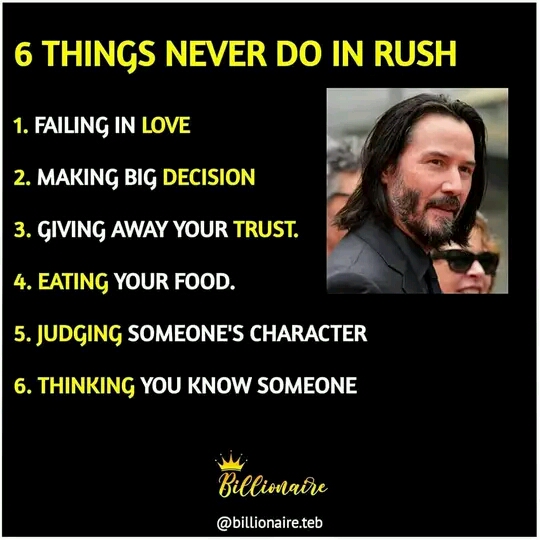 6 THINGS NEVER DO IN RUSH
1. FAILING IN LOVE
2. MAKING BIG DECISION
3. GIVING AWAY YOUR TRUST.
4. EATING YOUR FOOD.
5. JUDGING SOMEONE'S CHARACTER
6. THINKING YOU KNOW SOMEONE
Billionaire
@billionaire.teb